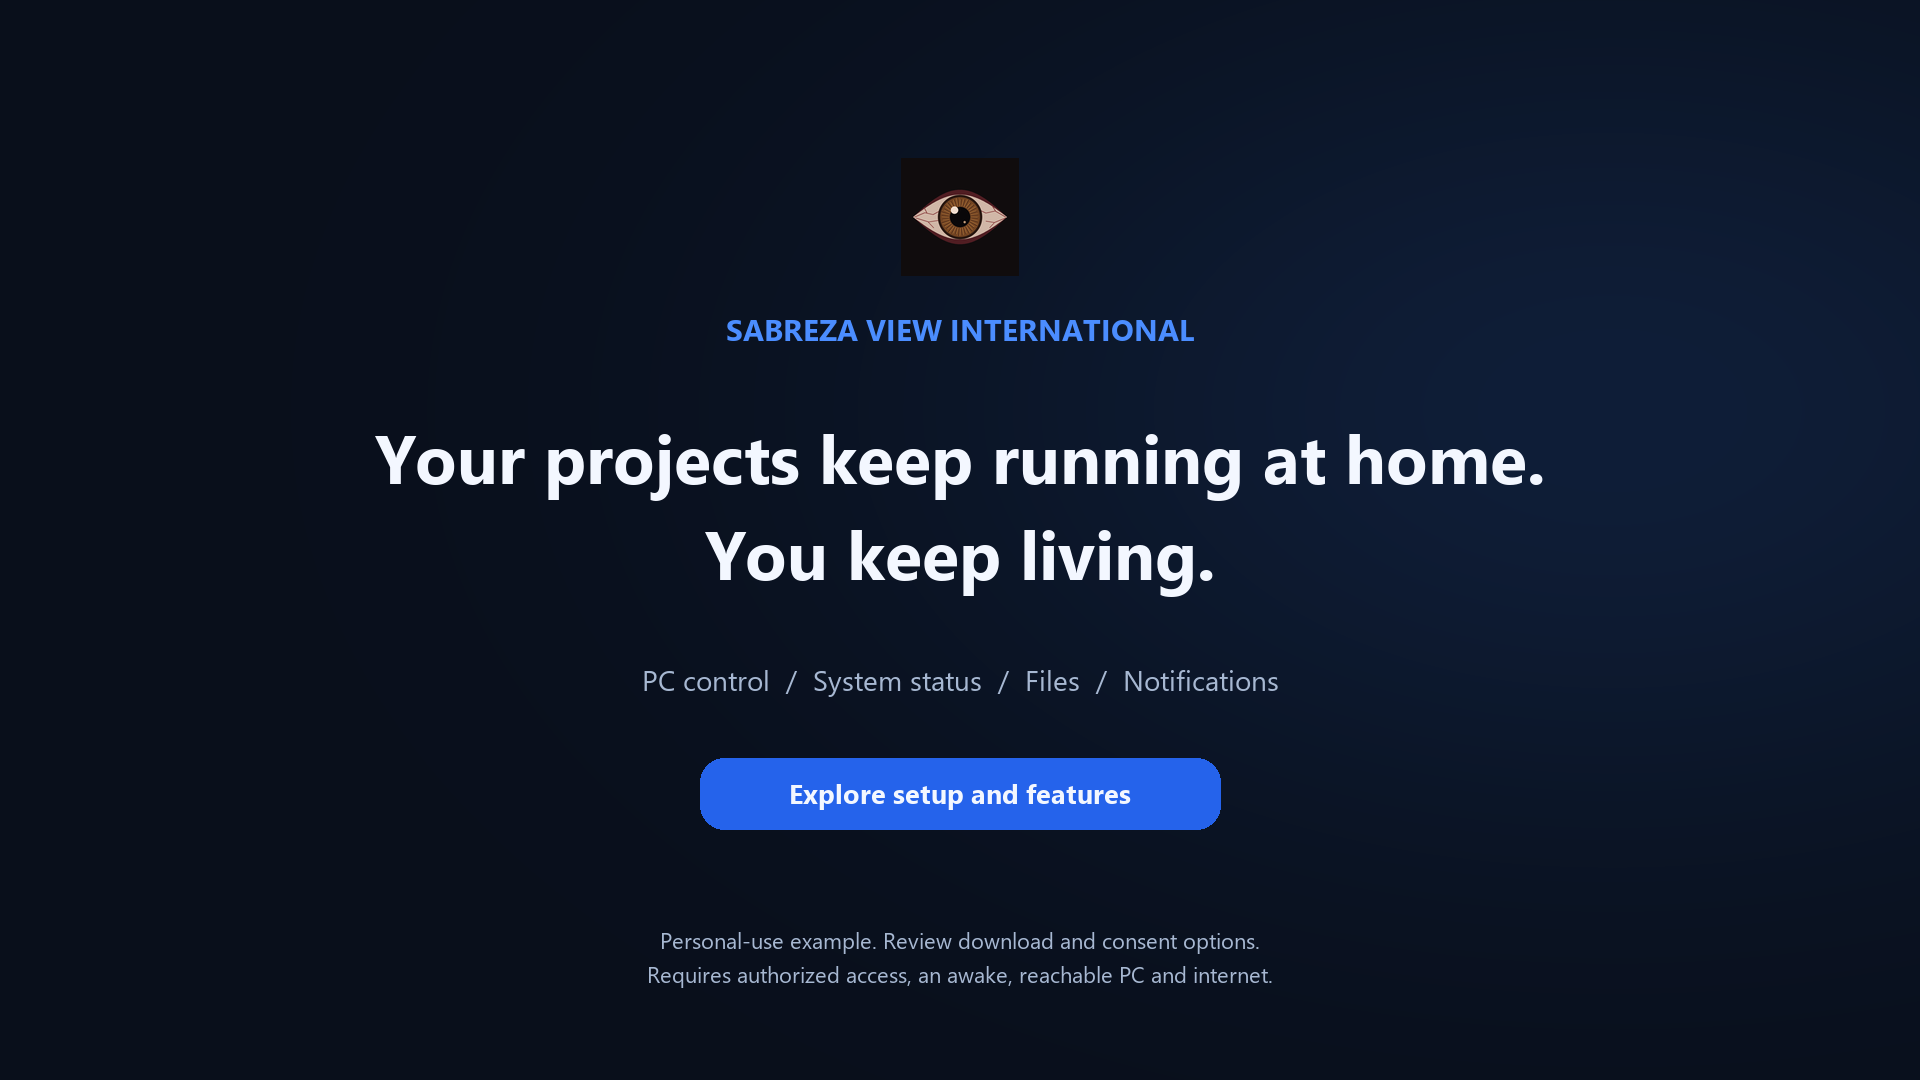 SABREZA VIEW INTERNATIONAL
Your projects keep running at home.
You keep living.
PC control / System status / Files / Notifications
Explore setup and features
Personal-use example. Review download and consent options.
Requires authorized access, an awake, reachable PC and internet.